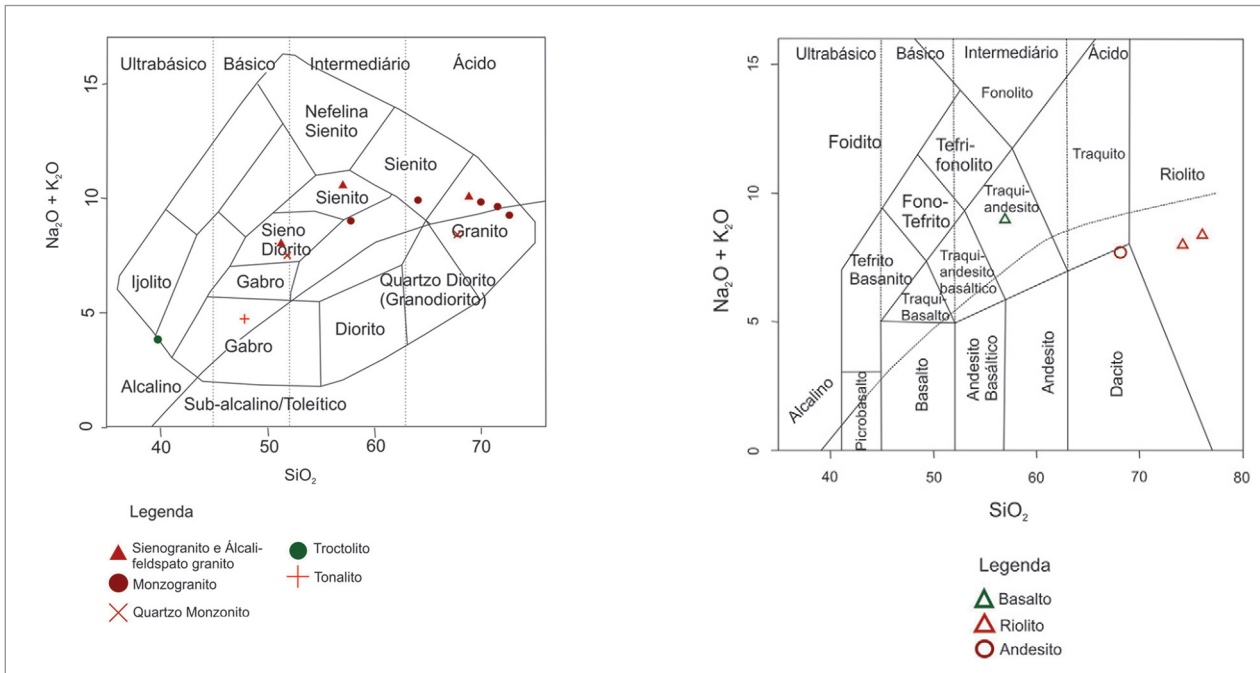 Ultrabásico
Básico
Intermediário
Ácido
15
10
5
0
Na₂O + K₂O
Nefelina
Sienito
Sienito
Sienito
Sieno
Diorito
Granito
Ijolito
Gabro
Quartzo Diorito
(Granodiorito)
Diorito
Gabro
Alcalino
Sub-alcalino/Toleítico
40
50
60
70
SiO₂
Legenda
Sienogranito e Álcali-
feldspato granito
Monzogranito
Quartzo Monzonito
Troctolito
Tonalito
Ultrabásico
Básico
Intermediário
Ácido
15
10
5
0
Na₂O + K₂O
Fonolito
Foidito
Tefri-
fonolito
Traquito
Riolito
Fono-
Tefrito
Traqui-
andesito
Tefrito
Basanito
Traqui-
andesito
basáltico
Traqui-
Basalto
Alcalino
Picrobasalto
Basalto
Andesito
Basáltico
Andesito
Dacito
40
50
60
70
80
SiO₂
Legenda
Basalto
Riolito
Andesito